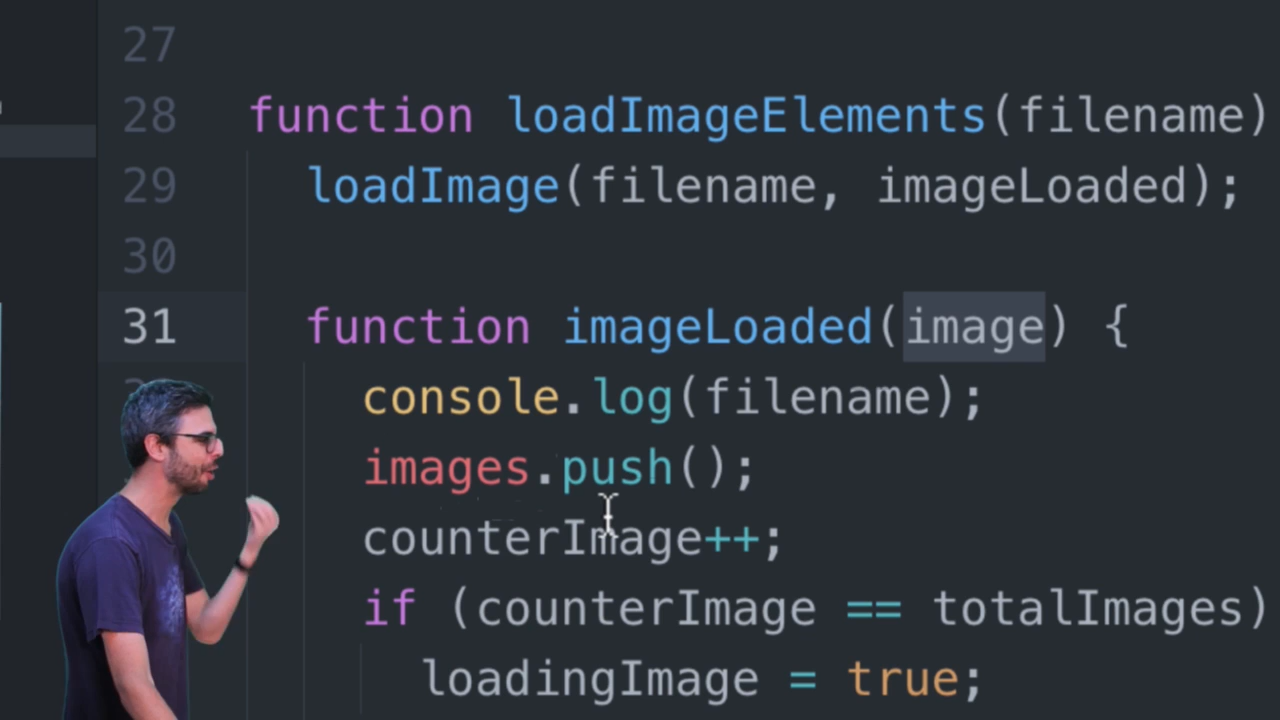 27
28 function loadImageElements(filename)
29 loadImage(filename, imageLoaded);
30
31 function imageLoaded(image) {
console.log(filename);
images.push();
counterImage++;
if (counterImage == totalImages)
loadingImage = true;